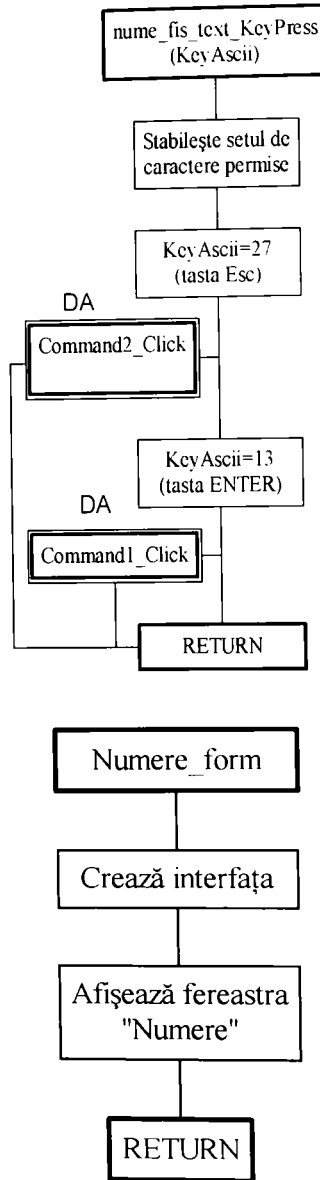 nume_fis_text_KeyPress
(KeyAscii)
Stabileşte setul de
caractere permise
KeyAscii=27
(tasta Esc)
DA
Command2_Click
KeyAscii=13
(tasta ENTER)
DA
Command1_Click
RETURN
Numere_form
Crează interfaţa
Afişează fereastra
"Numere"
RETURN